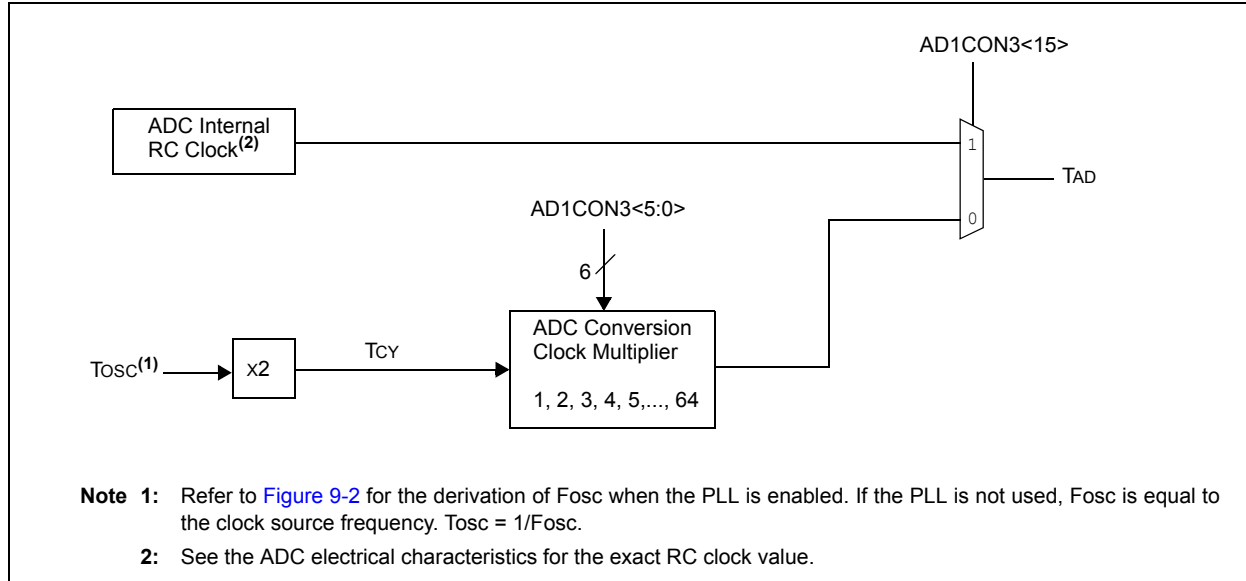 AD1CON3<15>
ADC Internal
RC Clock(2)
1
TAD
AD1CON3<5:0>
0
6
ADC Conversion
Clock Multiplier
TOSC(1)
X2
TCY
1, 2, 3, 4, 5,..., 64
Note 1: Refer to Figure 9-2 for the derivation of Fosc when the PLL is enabled. If the PLL is not used, Fosc is equal to
the clock source frequency. Tosc = 1/Fosc.
2: See the ADC electrical characteristics for the exact RC clock value.